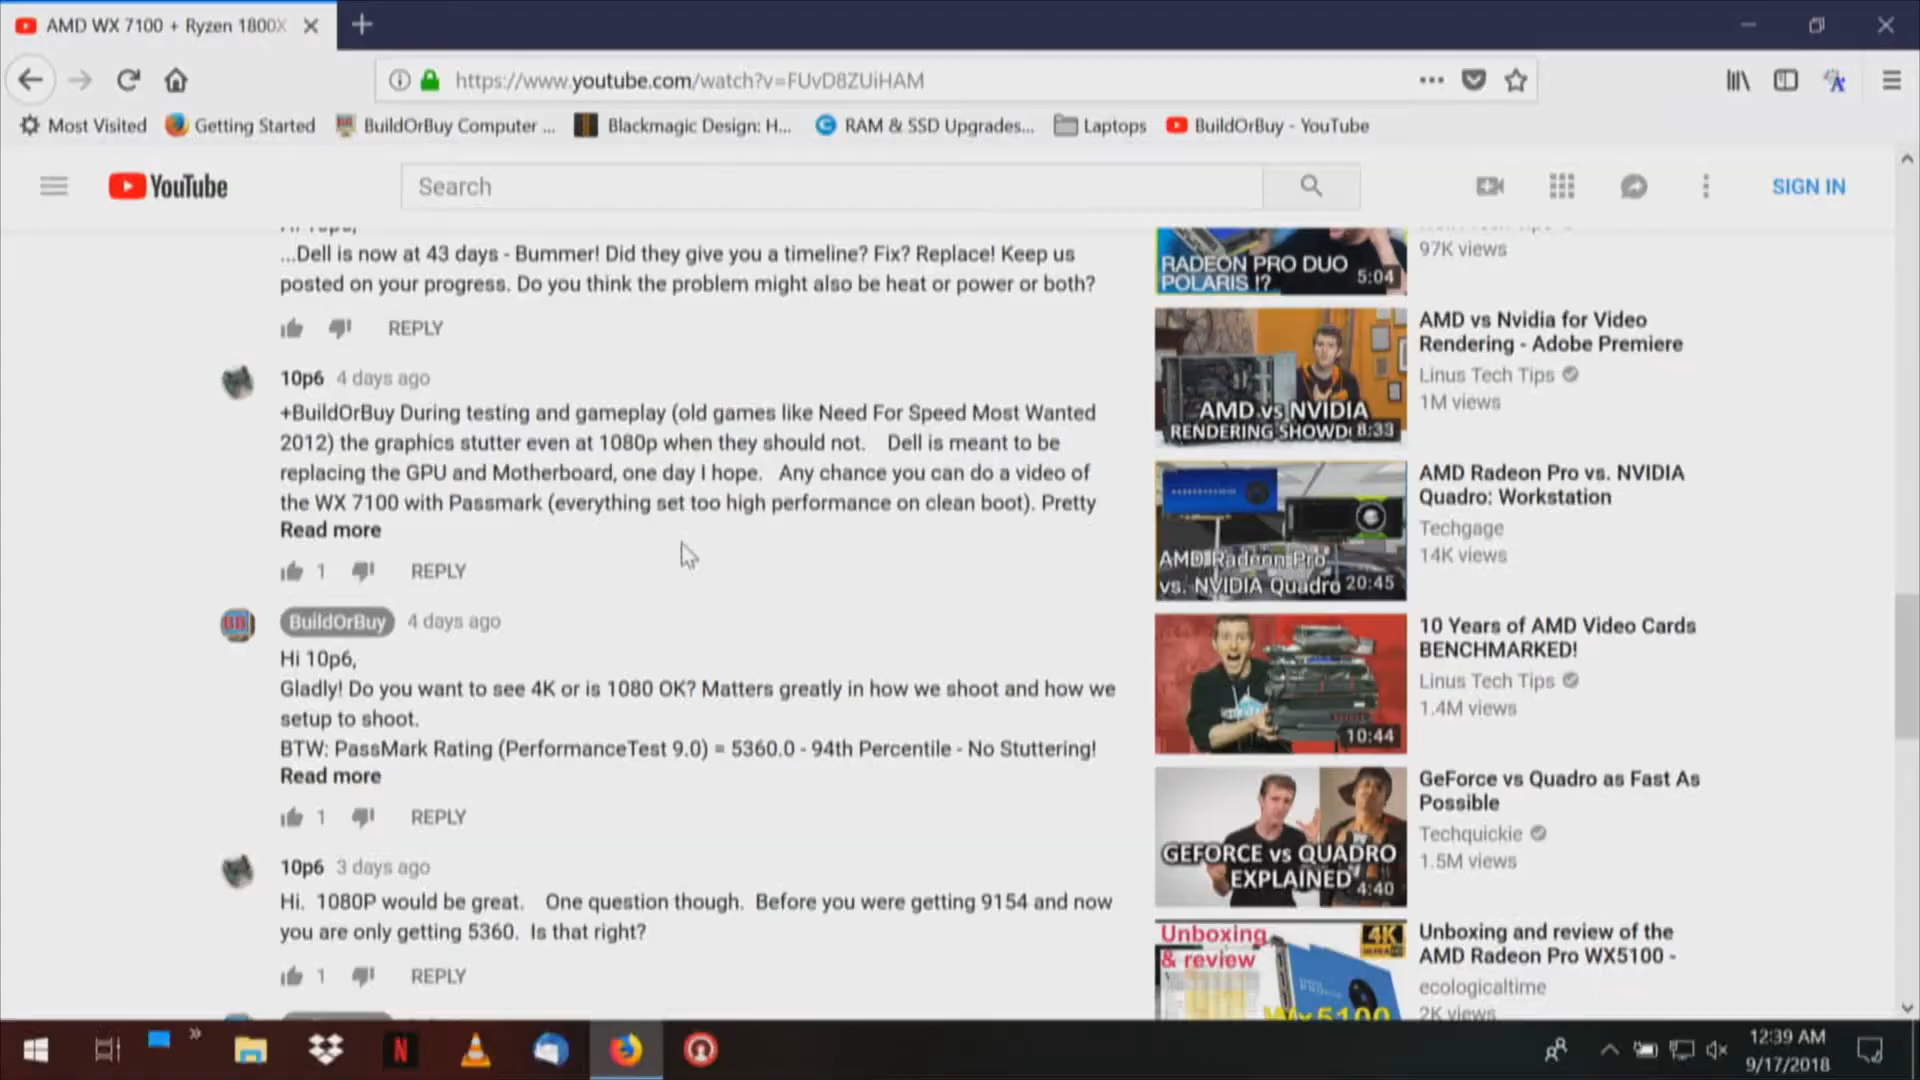 AMD WX 7100 + Ryzen 1800X
https://www.youtube.com/watch?v=FUvD8ZUiHAM
Most Visited
Getting Started
BuildOrBuy Computer ...
Blackmagic Design: H...
RAM & SSD Upgrades...
Laptops
BuildOrBuy - YouTube
YouTube
Search
SIGN IN
...Dell is now at 43 days - Bummer! Did they give you a timeline? Fix? Replace! Keep us
posted on your progress. Do you think the problem might also be heat or power or both?
REPLY
10p6 4 days ago
+BuildOrBuy During testing and gameplay (old games like Need For Speed Most Wanted
2012) the graphics stutter even at 1080p when they should not. Dell is meant to be
replacing the GPU and Motherboard, one day I hope. Any chance you can do a video of
the WX 7100 with Passmark (everything set too high performance on clean boot). Pretty
Read more
1 REPLY
BB
BuildOrBuy 4 days ago
Hi 10p6,
Gladly! Do you want to see 4K or is 1080 OK? Matters greatly in how we shoot and how we
setup to shoot.
BTW: PassMark Rating (PerformanceTest 9.0) = 5360.0 - 94th Percentile - No Stuttering!
Read more
1 REPLY
10p6 3 days ago
Hi. 1080P would be great. One question though. Before you were getting 9154 and now
you are only getting 5360. Is that right?
1 REPLY
RADEON PRO DUO
POLARIS !?
5:04
97K views
AMD vs NVIDIA
RENDERING SHOWD
8:33
AMD vs Nvidia for Video
Rendering - Adobe Premiere
Linus Tech Tips
1M views
AMD Radeon Pro
vs. NVIDIA Quadro
20:45
AMD Radeon Pro vs. NVIDIA
Quadro: Workstation
Techgage
14K views
10:44
10 Years of AMD Video Cards
BENCHMARKED!
Linus Tech Tips
1.4M views
GEFORCE vs QUADRO
EXPLAINED
4:40
GeForce vs Quadro as Fast As
Possible
Techquickie
1.5M views
Unboxing
& review
4K
Wx5100
Unboxing and review of the
AMD Radeon Pro WX5100 -
ecologicaltime
2K views
12:39 AM
9/17/2018